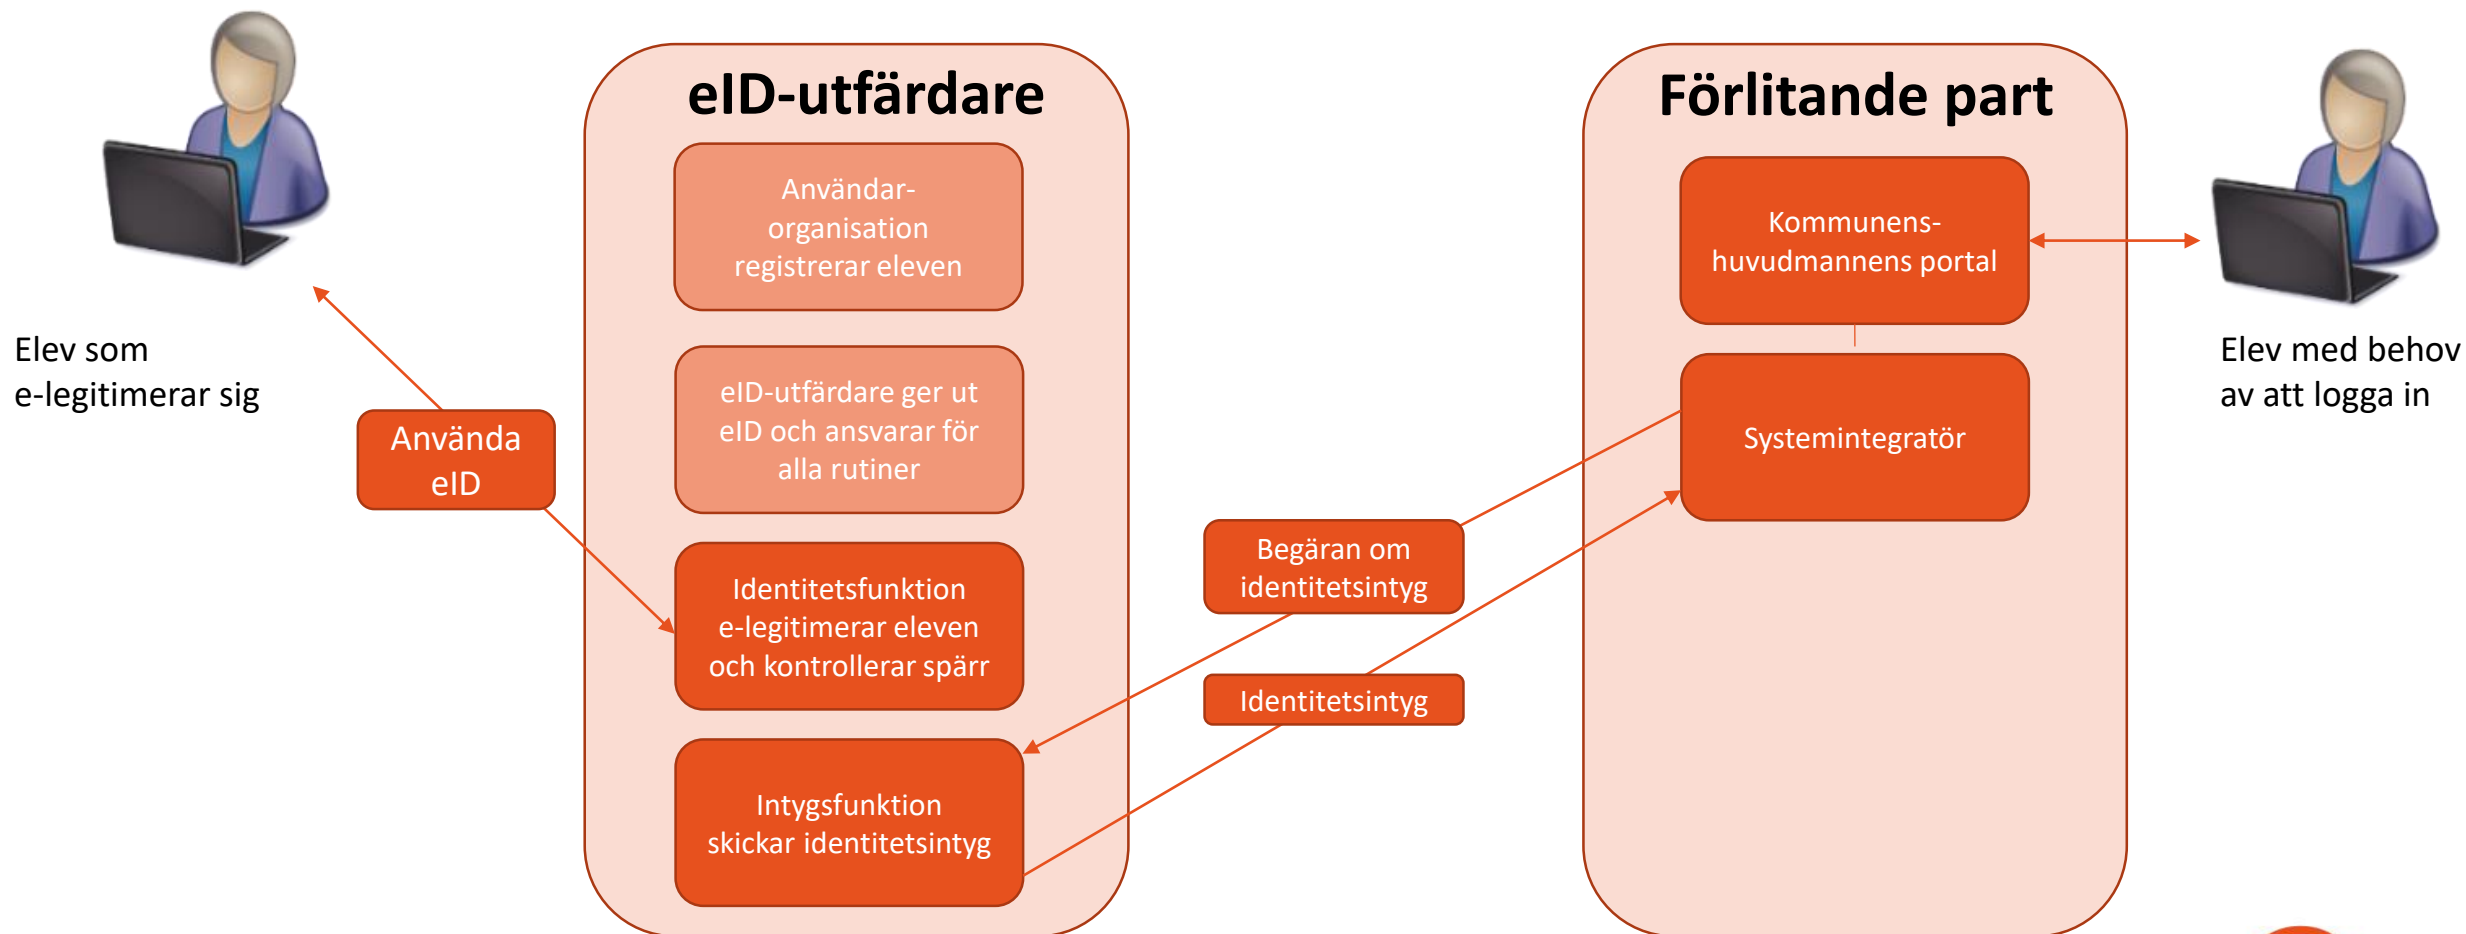 Elev som
e-legitimerar sig
Använda
eID
eID-utfärdare
Användar-
organisation
registrerar eleven
eID-utfärdare ger ut
eID och ansvarar för
alla rutiner
Identitetsfunktion
e-legitimerar eleven
och kontrollerar spärr
Intygsfunktion
skickar identitetsintyg
Begäran om
identitetsintyg
Identitetsintyg
Förlitande part
Kommunens-
huvudmannens portal
Systemintegratör
Elev med behov
av att logga in